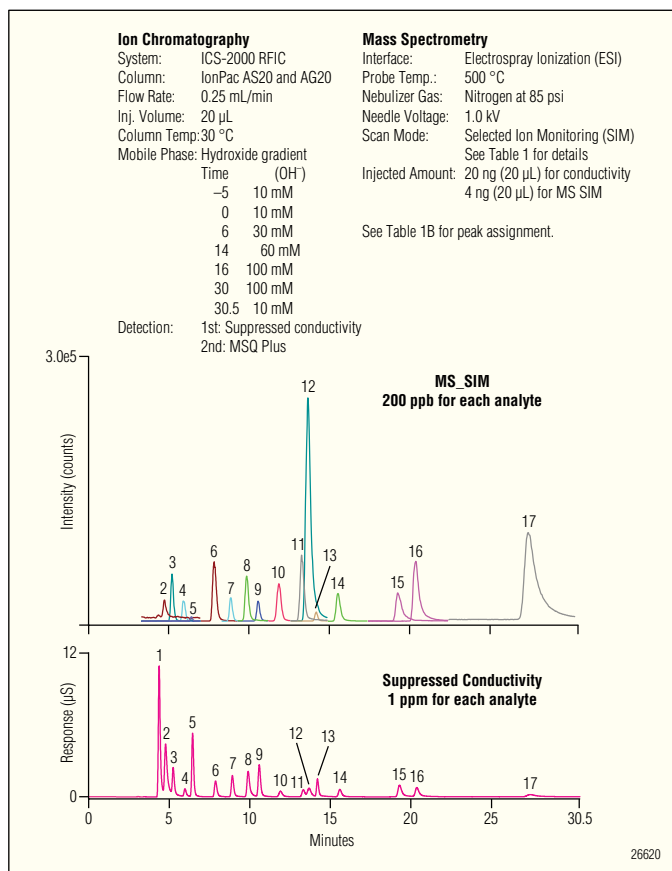 Ion Chromatography
System: ICS-2000 RFIC
Column: IonPac AS20 and AG20
Flow Rate: 0.25 mL/min
Inj. Volume: 20 µL
Column Temp: 30 °C
Mobile Phase: Hydroxide gradient
Time (OH⁻)
–5 10 mM
0 10 mM
6 30 mM
14 60 mM
16 100 mM
30 100 mM
30.5 10 mM
Detection: 1st: Suppressed conductivity
2nd: MSQ Plus
Mass Spectrometry
Interface: Electrospray Ionization (ESI)
Probe Temp.: 500 °C
Nebulizer Gas: Nitrogen at 85 psi
Needle Voltage: 1.0 kV
Scan Mode: Selected Ion Monitoring (SIM)
See Table 1 for details
Injected Amount: 20 ng (20 µL) for conductivity
4 ng (20 µL) for MS SIM
See Table 1B for peak assignment.
3.0e5
Intensity (counts)
MS_SIM
200 ppb for each analyte
2 3 4 5 6 7 8 9 10 11 12 13 14 15 16 17
12
Response (µS)
0
Suppressed Conductivity
1 ppm for each analyte
1 2 3 4 5 6 7 8 9 10 11 12 13 14 15 16 17
0 5 10 15 20 25 30.5
Minutes
26620